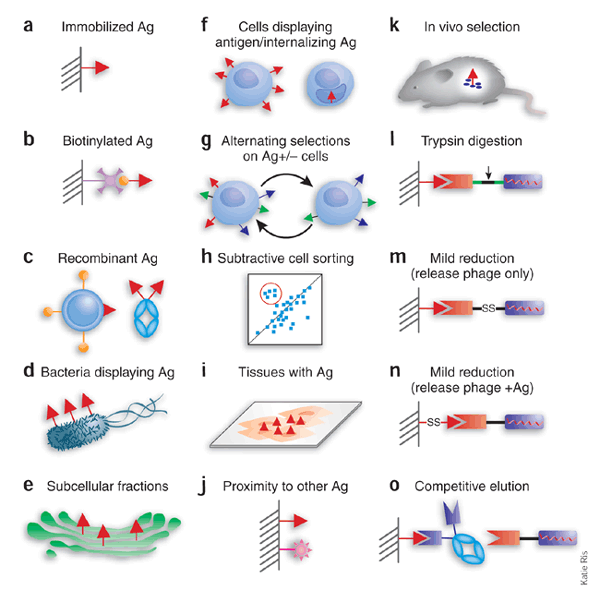 a Immobilized Ag
b Biotinylated Ag
c Recombinant Ag
d Bacteria displaying Ag
e Subcellular fractions
f Cells displaying
antigen/internalizing Ag
g Alternating selections
on Ag+/– cells
h Subtractive cell sorting
i Tissues with Ag
j Proximity to other Ag
k In vivo selection
l Trypsin digestion
m Mild reduction
(release phage only)
SS
n Mild reduction
(release phage +Ag)
SS
o Competitive elution
Katie Ris